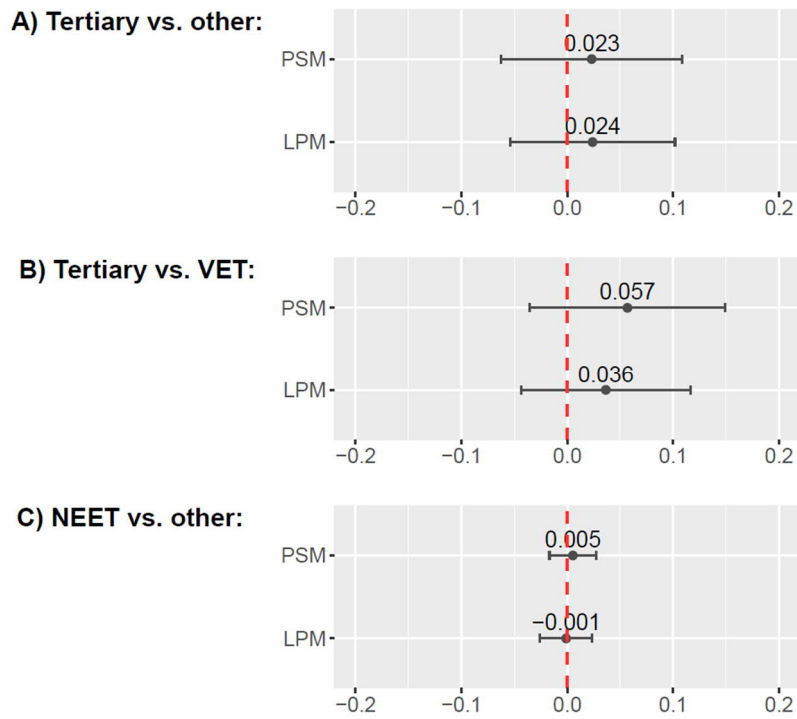 A) Tertiary vs. other:
0.023
PSM
0.024
LPM
−0.2 −0.1 0.0 0.1 0.2
B) Tertiary vs. VET:
0.057
PSM
0.036
LPM
−0.2 −0.1 0.0 0.1 0.2
C) NEET vs. other:
0.005
PSM
−0.001
LPM
−0.2 −0.1 0.0 0.1 0.2